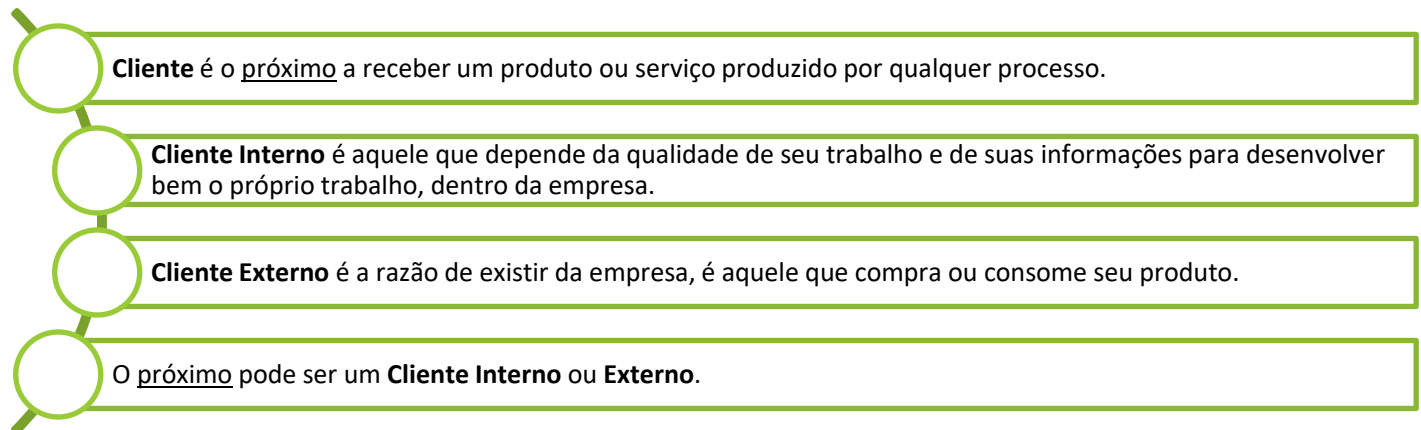 Cliente é o próximo a receber um produto ou serviço produzido por qualquer processo.
Cliente Interno é aquele que depende da qualidade de seu trabalho e de suas informações para desenvolver
bem o próprio trabalho, dentro da empresa.
Cliente Externo é a razão de existir da empresa, é aquele que compra ou consome seu produto.
O próximo pode ser um Cliente Interno ou Externo.